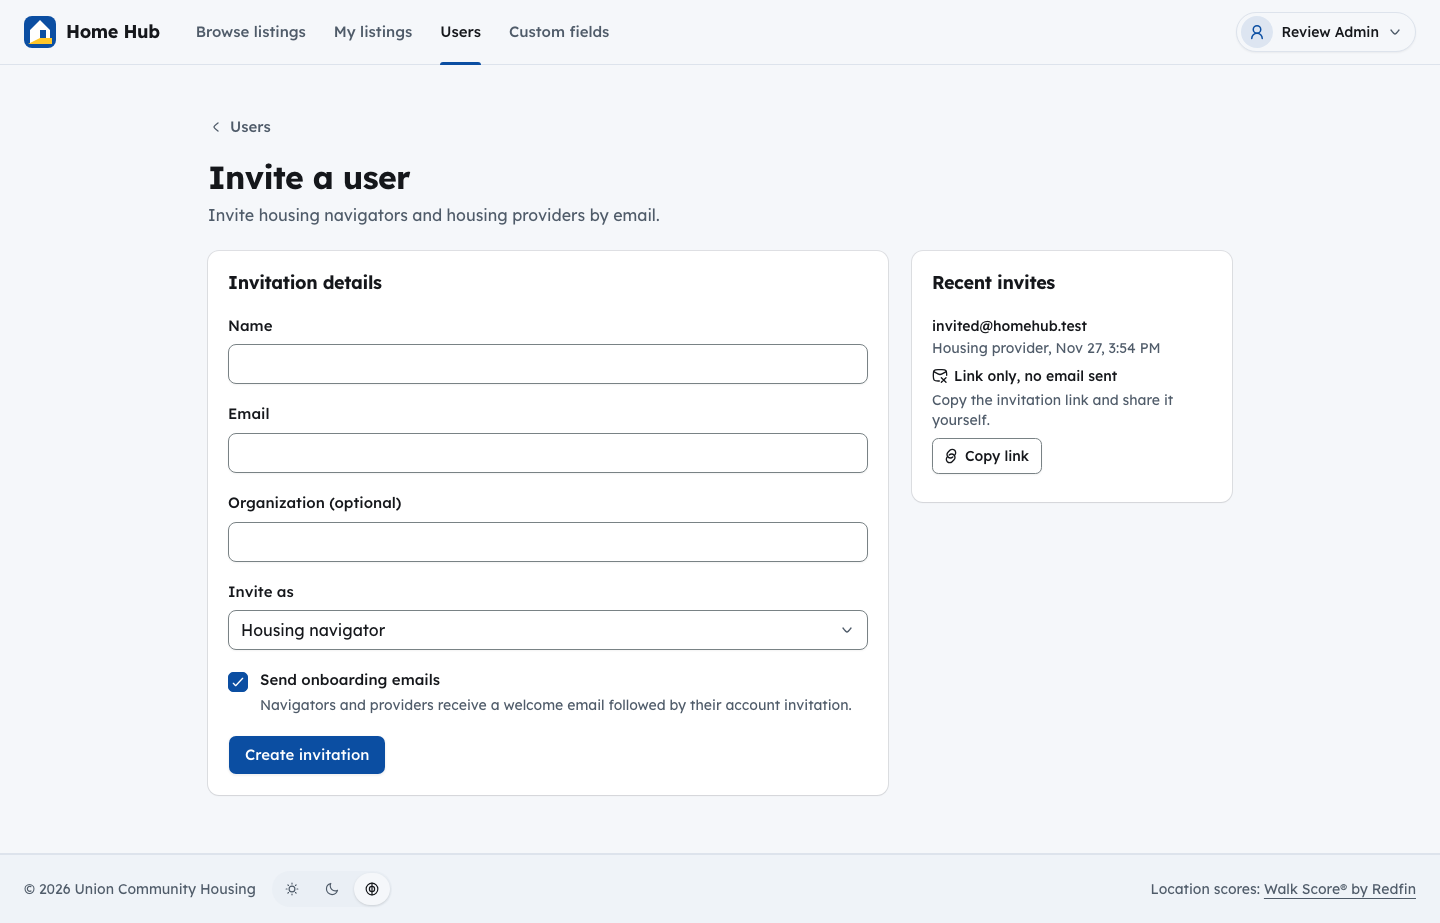 Home Hub
Browse listings
My listings
Users
Custom fields
Review Admin
Users
Invite a user
Invite housing navigators and housing providers by email.
Invitation details
Name
Email
Organization (optional)
Invite as
Housing navigator
Send onboarding emails
Navigators and providers receive a welcome email followed by their account invitation.
Create invitation
Recent invites
invited@homehub.test
Housing provider, Nov 27, 3:54 PM
Link only, no email sent
Copy the invitation link and share it
yourself.
Copy link
© 2026 Union Community Housing
Location scores: Walk Score® by Redfin